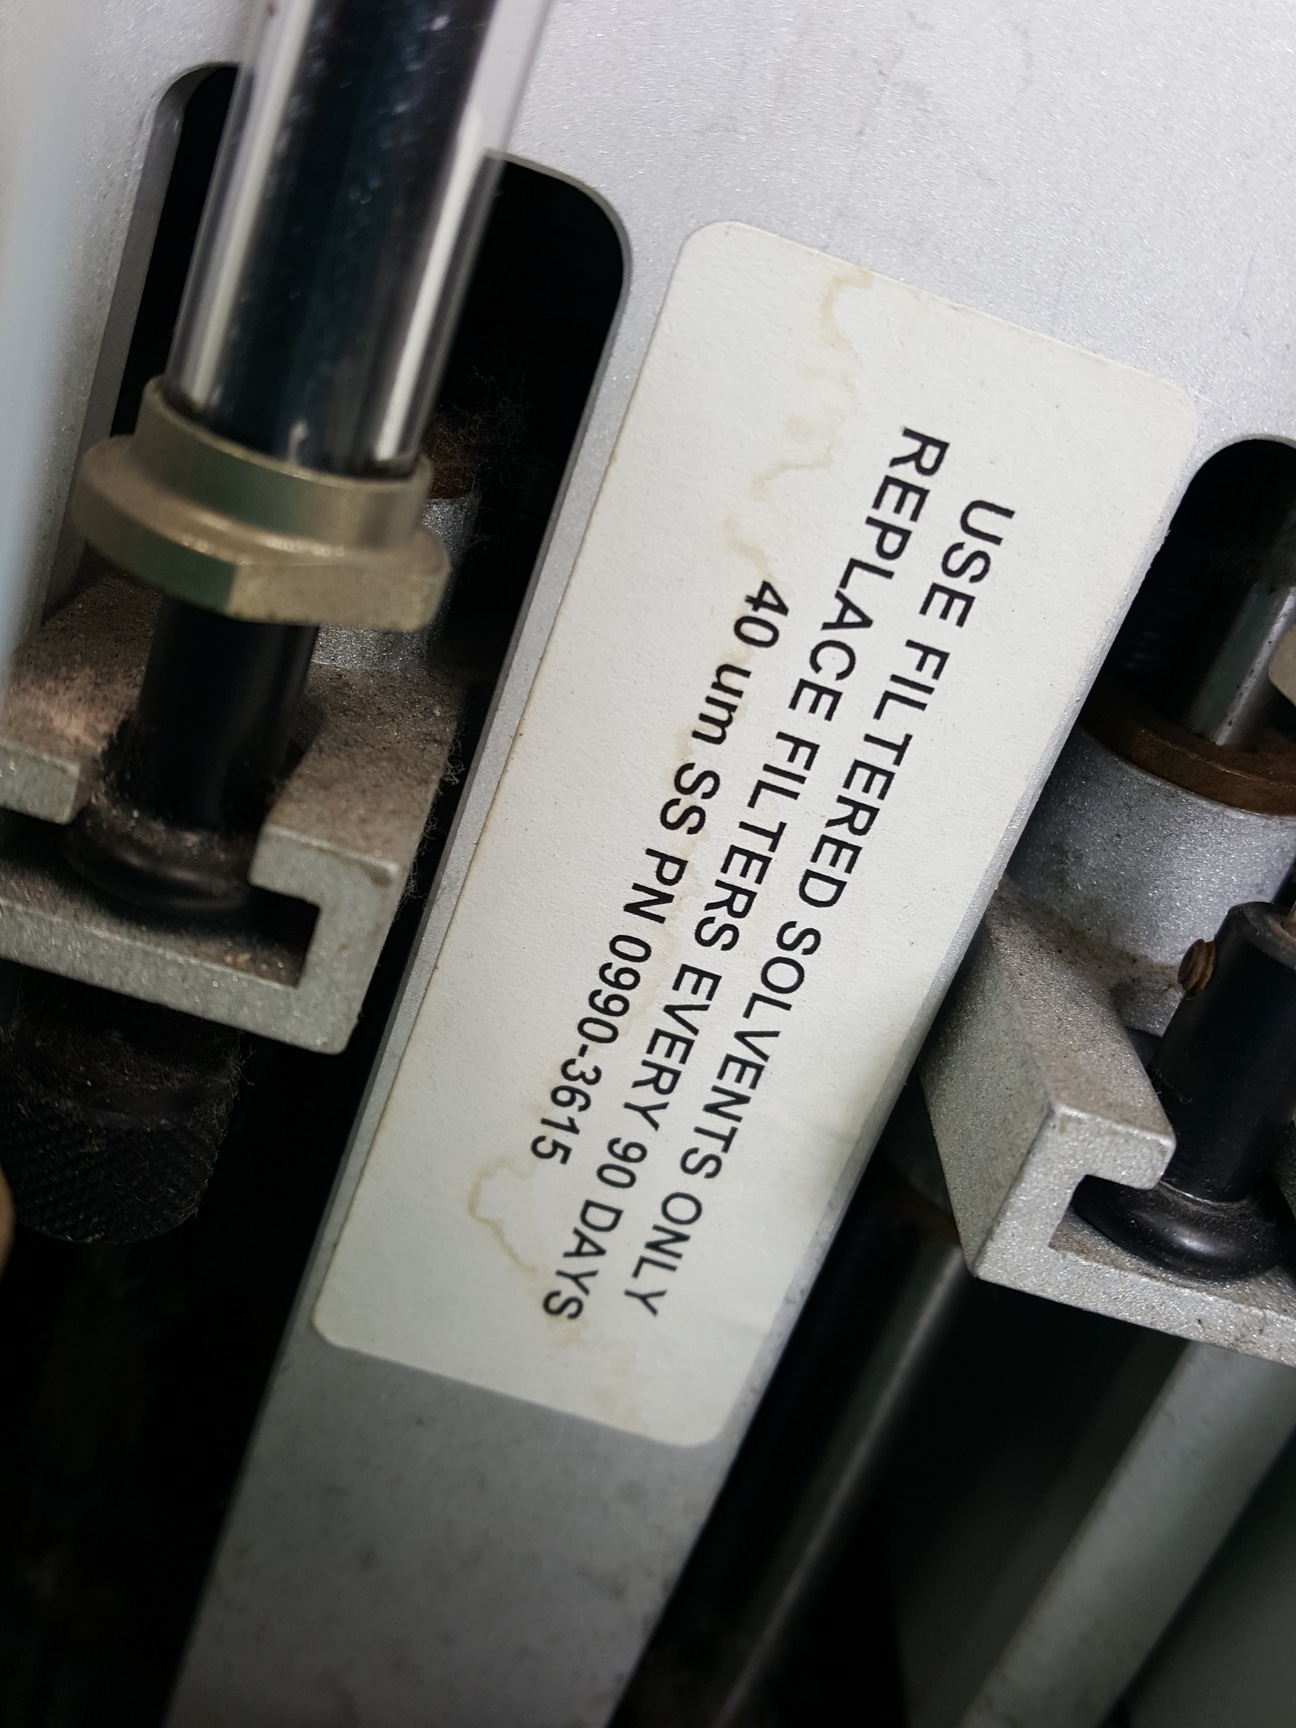 USE FILTERED SOLVENTS ONLY
REPLACE FILTERS EVERY 90 DAYS
40 um SS PN 0990-3615